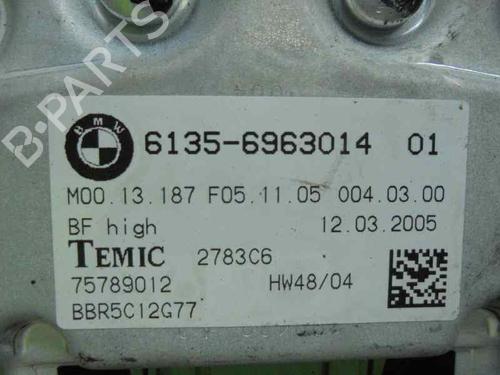 B-PARTS
BMW
6135-6963014 01
M00.13.187 F05.11.05 004.03.00
BF high 12.03.2005
TEMIC 2783C6
75789012 HW48/04
BBR5C12G77